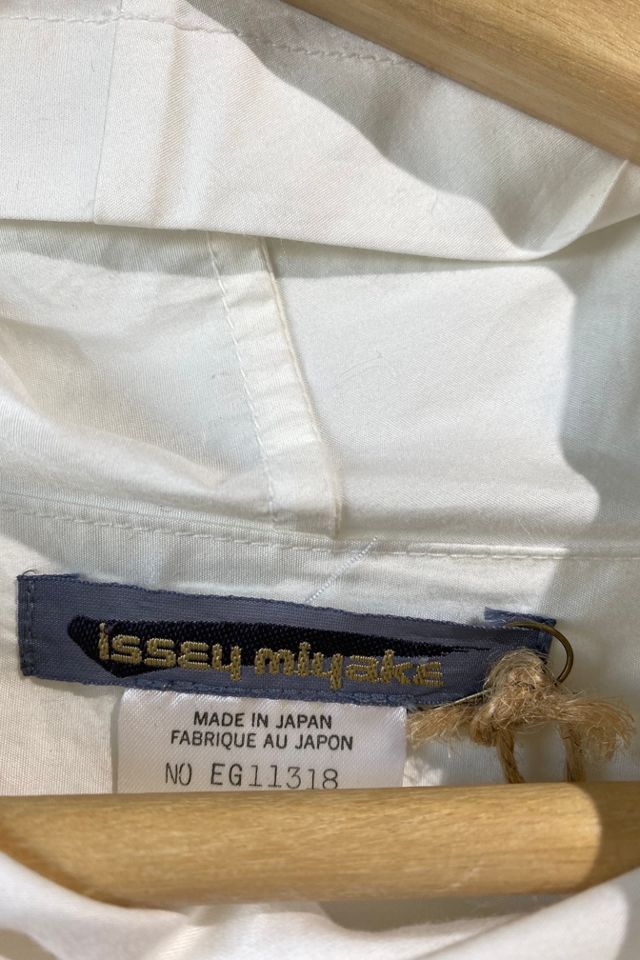 issey miyake
MADE IN JAPAN
FABRIQUE AU JAPON
NO EG11318